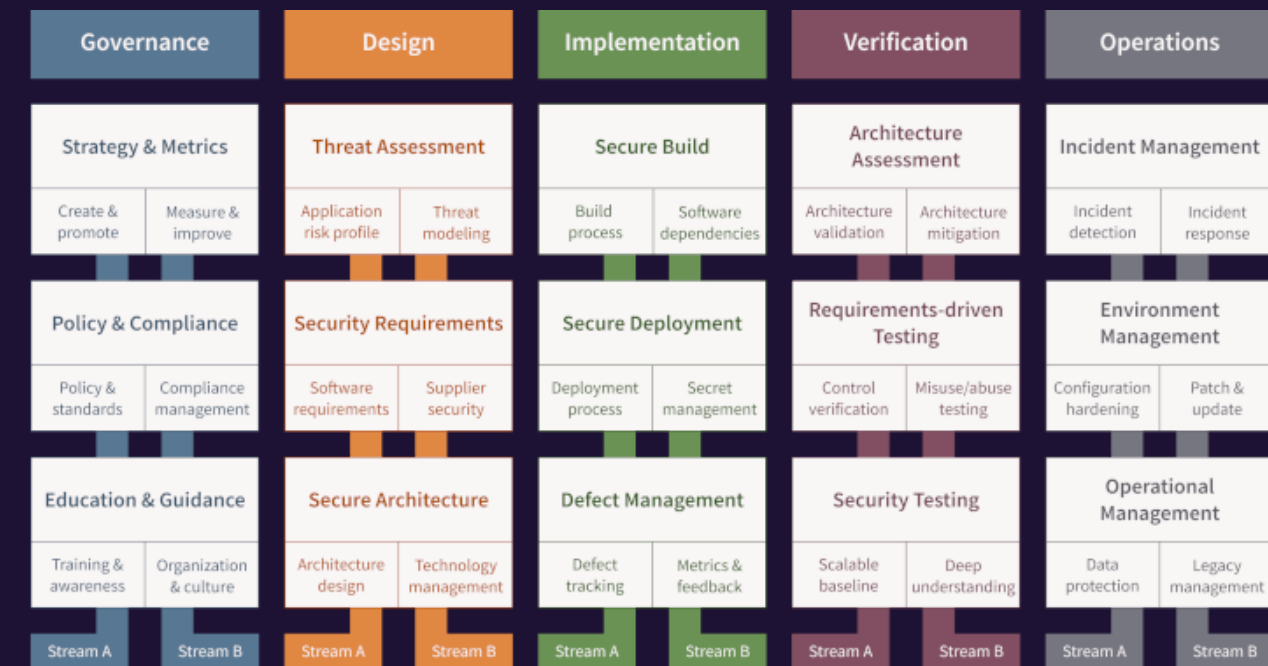 Governance
Design
Implementation
Verification
Operations
Strategy & Metrics
Create &
promote
Measure &
improve
Threat Assessment
Application
risk profile
Threat
modeling
Secure Build
Build
process
Software
dependencies
Architecture
Assessment
Architecture
validation
Architecture
mitigation
Incident Management
Incident
detection
Incident
response
Policy & Compliance
Policy &
standards
Compliance
management
Security Requirements
Software
requirements
Supplier
security
Secure Deployment
Deployment
process
Secret
management
Requirements-driven
Testing
Control
verification
Misuse/abuse
testing
Environment
Management
Configuration
hardening
Patch &
update
Education & Guidance
Training &
awareness
Organization
& culture
Secure Architecture
Architecture
design
Technology
management
Defect Management
Defect
tracking
Metrics &
feedback
Security Testing
Scalable
baseline
Deep
understanding
Operational
Management
Data
protection
Legacy
management
Stream A
Stream B
Stream A
Stream B
Stream A
Stream B
Stream A
Stream B
Stream A
Stream B